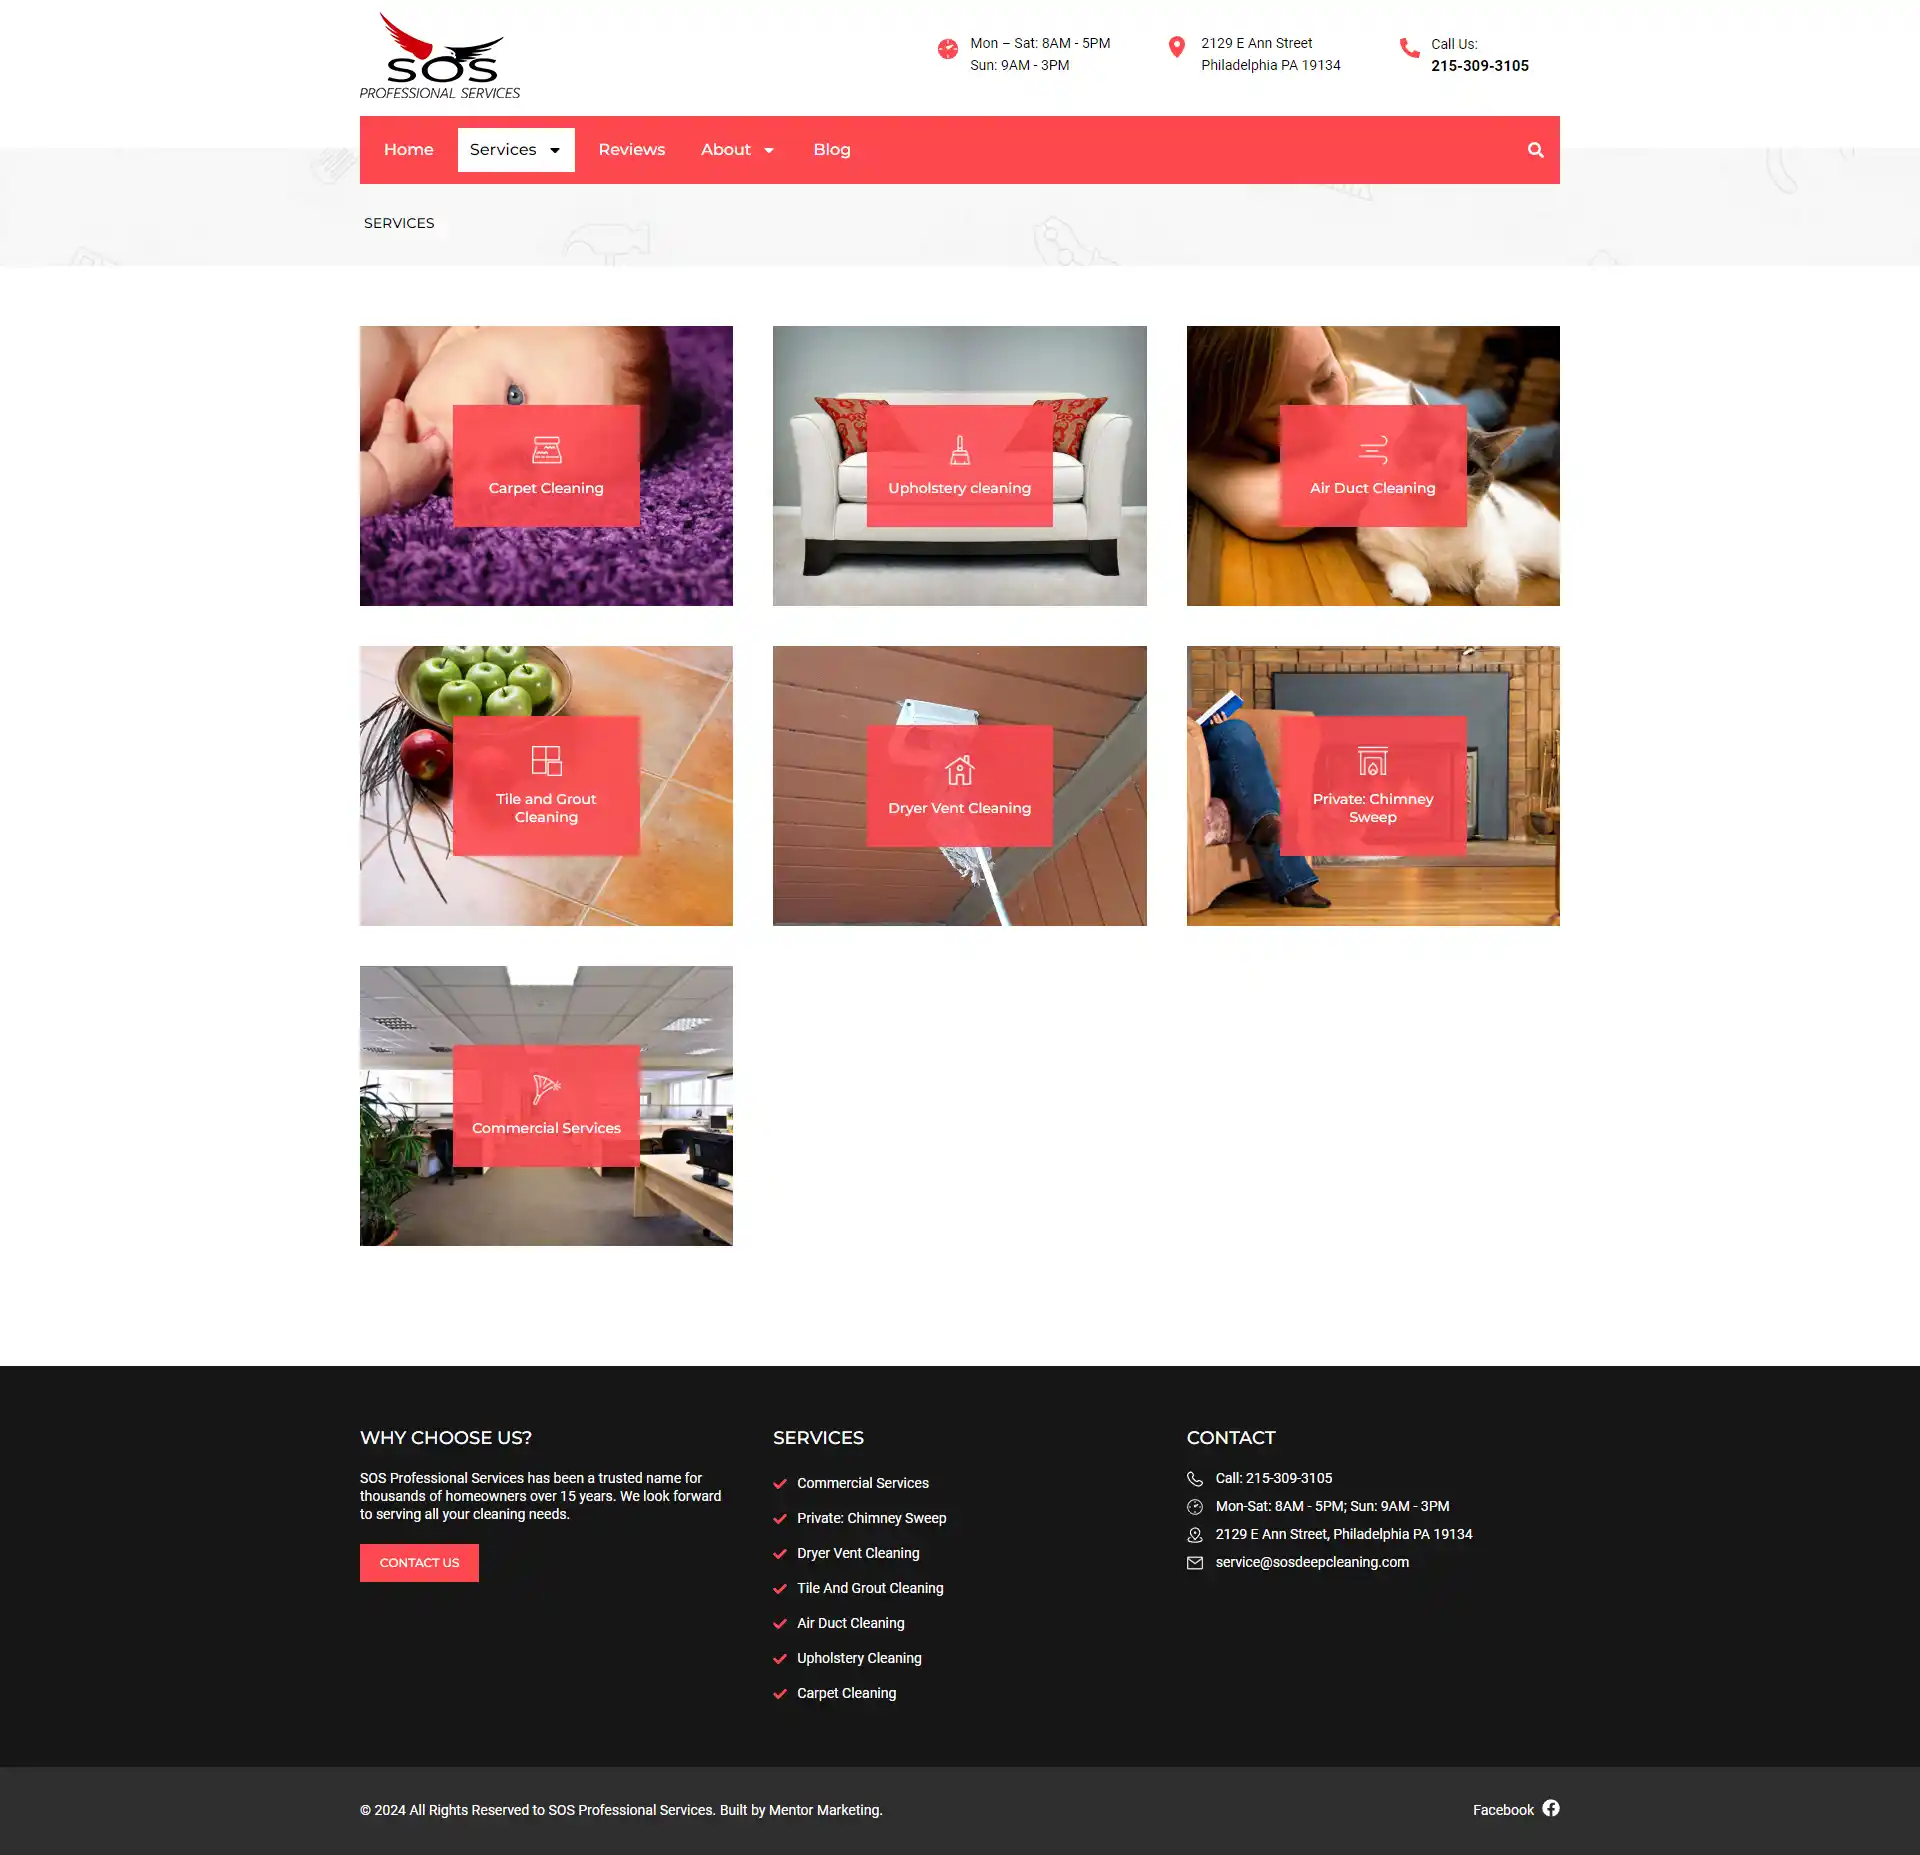 SOS
PROFESSIONAL SERVICES
Mon – Sat: 8AM - 5PM
Sun: 9AM - 3PM
2129 E Ann Street
Philadelphia PA 19134
Call Us:
215-309-3105
Home
Services
Reviews
About
Blog
SERVICES
Carpet Cleaning
Upholstery cleaning
Air Duct Cleaning
Tile and Grout
Cleaning
Dryer Vent Cleaning
Private: Chimney
Sweep
Commercial Services
WHY CHOOSE US?
SOS Professional Services has been a trusted name for
thousands of homeowners over 15 years. We look forward
to serving all your cleaning needs.
CONTACT US
SERVICES
Commercial Services
Private: Chimney Sweep
Dryer Vent Cleaning
Tile And Grout Cleaning
Air Duct Cleaning
Upholstery Cleaning
Carpet Cleaning
CONTACT
Call: 215-309-3105
Mon-Sat: 8AM - 5PM; Sun: 9AM - 3PM
2129 E Ann Street, Philadelphia PA 19134
service@sosdeepcleaning.com
© 2024 All Rights Reserved to SOS Professional Services. Built by Mentor Marketing.
Facebook